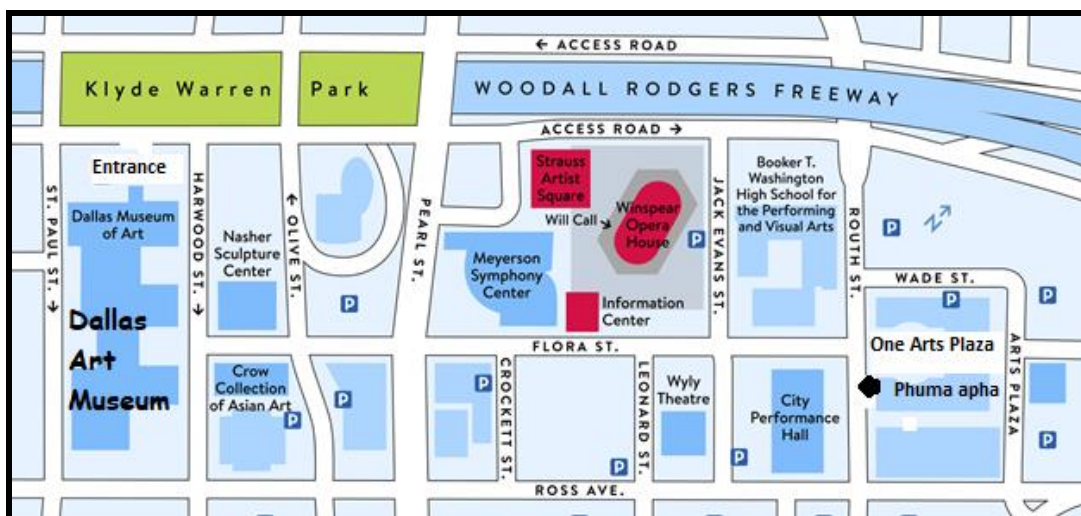 ← ACCESS ROAD
Klyde Warren Park
WOODALL RODGERS FREEWAY
ACCESS ROAD →
Entrance
Strauss
Artist
Square
Booker T.
Washington
High School for
the Performing
and Visual Arts
ST. PAUL ST. →
HARWOOD ST. →
← OLIVE ST.
PEARL ST.
JACK EVANS ST.
ROUTH ST.
Dallas Museum
of Art
Nasher
Sculpture
Center
Will Call
Winspear
Opera
House
P
P
Z
Meyerson
Symphony
Center
WADE ST.
P
P
P
Information
Center
Dallas
Art
Museum
FLORA ST.
One Arts Plaza
ARTS PLAZA
Crow
Collection
of Asian Art
P
P
P
CROCKETT ST.
LEONARD ST.
Wyly
Theatre
City
Performance
Hall
Phuma apha
P
P
P
ROSS AVE.